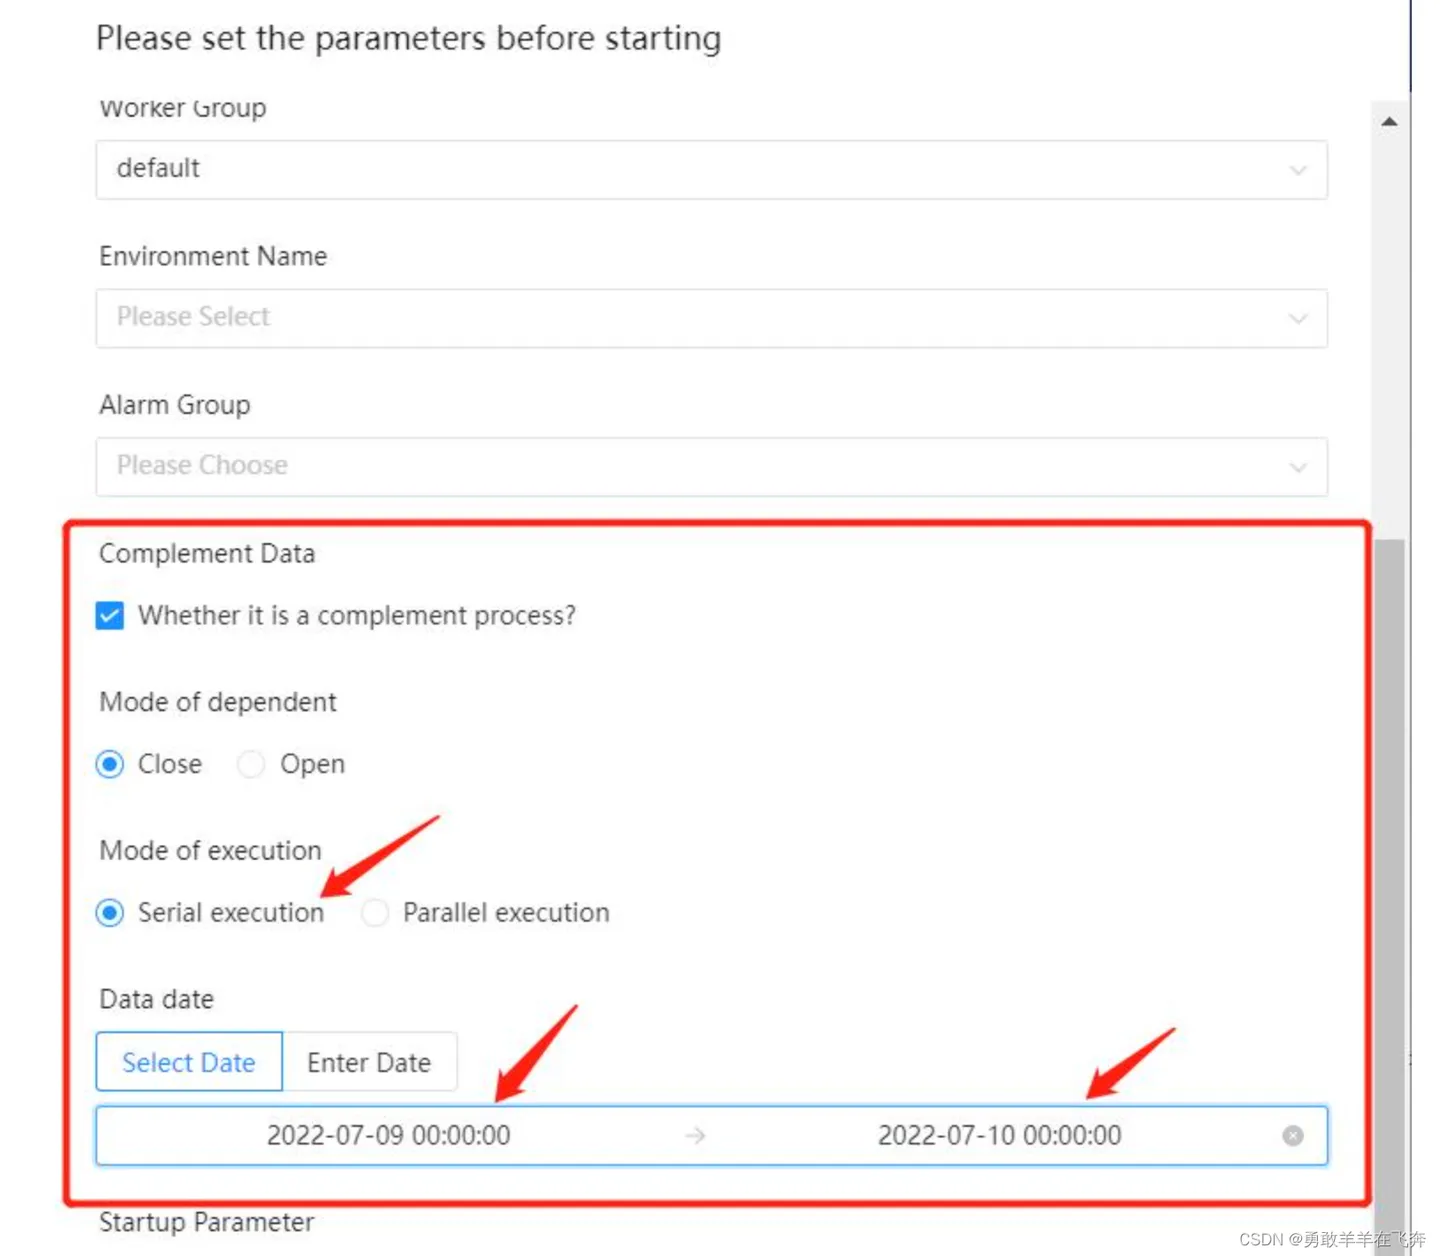 Please set the parameters before starting
Worker Group
default
Environment Name
Please Select
Alarm Group
Please Choose
Complement Data
Whether it is a complement process?
Mode of dependent
Close Open
Mode of execution
Serial execution Parallel execution
Data date
Select Date Enter Date
2022-07-09 00:00:00 → 2022-07-10 00:00:00
Startup Parameter
CSDN @勇敢羊羊在飞奔